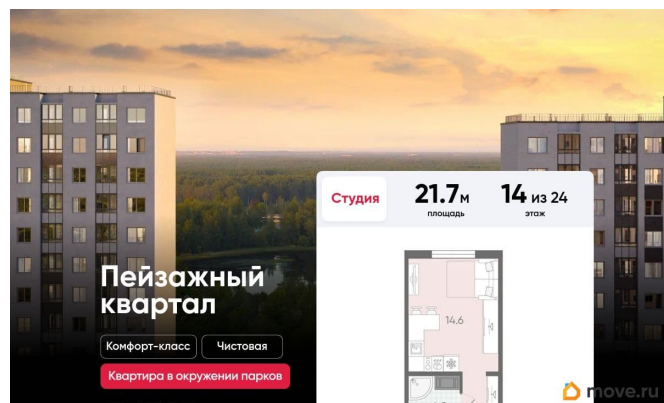 Студия
21.7 м
площадь
14 из 24
этаж
Пейзажный
квартал
Комфорт-класс
Чистовая
Квартира в окружении парков
14.6
move.ru